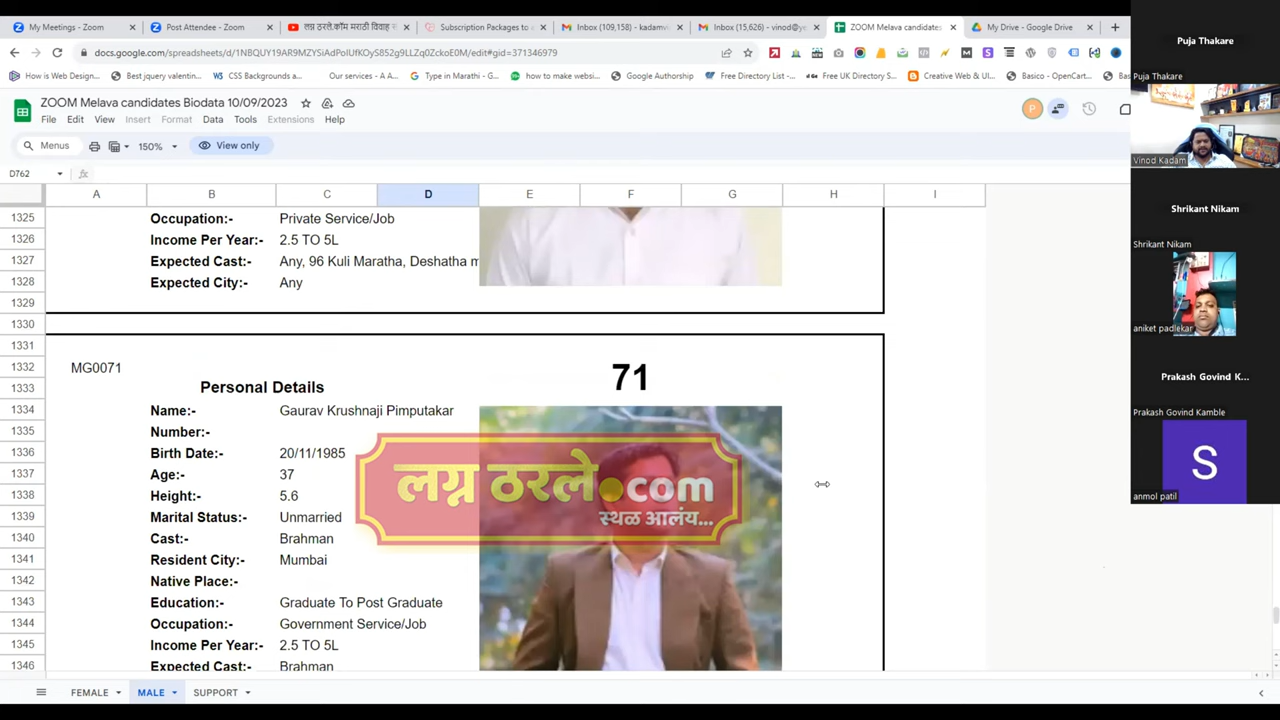 My Meetings - Zoom
Post Attendee - Zoom
लग्न ठरले.कॉम मराठी विवाह
Subscription Packages to
Inbox (109,158) - kadamvi
Inbox (15,626) - vinod@ye
ZOOM Melava candidates
My Drive - Google Drive
docs.google.com/spreadsheets/d/1NBQUY19AR9MZYSiAdPolUfKOyS852g9LLZq0ZckoE0M/edit#gid=371346979
How is Web Design...
Best jquery valentin...
CSS Backgrounds a...
Our services - A A...
Type in Marathi - G...
how to make websi...
Google Authorship
Free Directory List -...
Free UK Directory S...
Creative Web & UI...
Basico - OpenCart...
Bas
ZOOM Melava candidates Biodata 10/09/2023
File Edit View Insert Format Data Tools Extensions Help
P
Menus 150% View only
D762 fx
A B C D E F G H I
1325 Occupation:- Private Service/Job
1326 Income Per Year:- 2.5 TO 5L
1327 Expected Cast:- Any, 96 Kuli Maratha, Deshatha m
1328 Expected City:- Any
1329
1330
1331
1332 MG0071 71
1333 Personal Details
1334 Name:- Gaurav Krushnaji Pimputakar
1335 Number:-
1336 Birth Date:- 20/11/1985
1337 Age:- 37
1338 Height:- 5.6
1339 Marital Status:- Unmarried
1340 Cast:- Brahman
1341 Resident City:- Mumbai
1342 Native Place:-
1343 Education:- Graduate To Post Graduate
1344 Occupation:- Government Service/Job
1345 Income Per Year:- 2.5 TO 5L
1346 Expected Cast:- Brahman
लग्न ठरले.com
स्थळ आलंय...
FEMALE MALE SUPPORT
Puja Thakare
Puja Thakare
Vinod Kadam
Shrikant Nikam
Shrikant Nikam
aniket padlekar
Prakash Govind K...
Prakash Govind Kamble
S
anmol patil